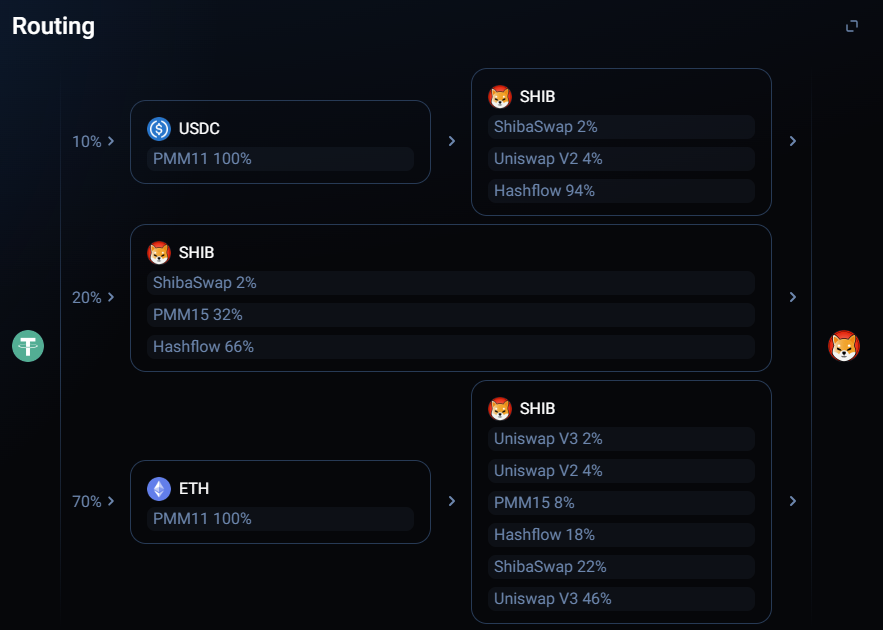 Routing
10%
USDC
PMM11 100%
SHIB
ShibaSwap 2%
Uniswap V2 4%
Hashflow 94%
20%
SHIB
ShibaSwap 2%
PMM15 32%
Hashflow 66%
70%
ETH
PMM11 100%
SHIB
Uniswap V3 2%
Uniswap V2 4%
PMM15 8%
Hashflow 18%
ShibaSwap 22%
Uniswap V3 46%